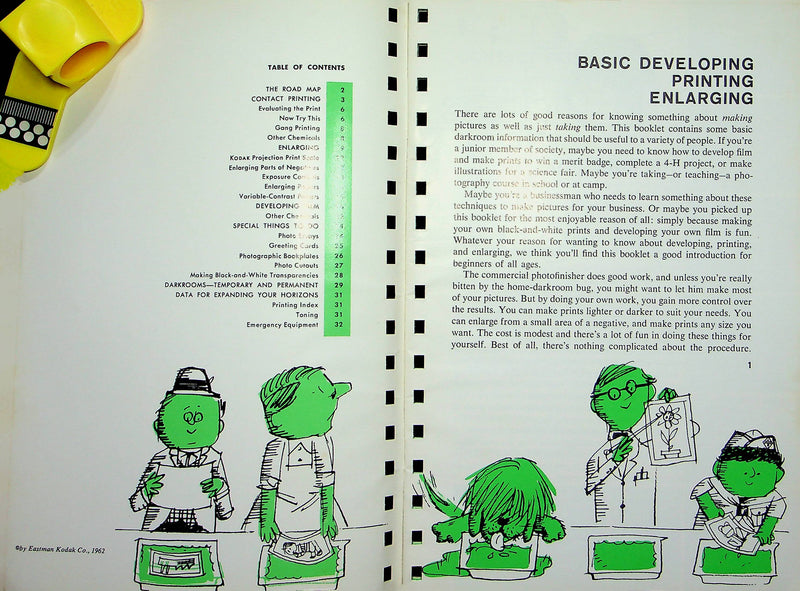 TABLE OF CONTENTS
THE ROAD MAP 2
CONTACT PRINTING 3
Evaluating the Print 6
Now Try This 6
Gang Printing 8
Other Chemicals 8
ENLARGING 9
KODAK Projection Print Scale
Enlarging Parts of Negatives
Exposure Controls
Enlarging Papers
Variable-Contrast Papers
DEVELOPING FILM
Other Chemicals
SPECIAL THINGS TO DO
Photo Essays
Greeting Cards 25
Photographic Bookplates 26
Photo Cutouts 27
Making Black-and-White Transparencies 28
DARKROOMS—TEMPORARY AND PERMANENT 29
DATA FOR EXPANDING YOUR HORIZONS 31
Printing Index 31
Toning 31
Emergency Equipment 32
©by Eastman Kodak Co., 1962
BASIC DEVELOPING
PRINTING
ENLARGING
There are lots of good reasons for knowing something about making
pictures as well as just taking them. This booklet contains some basic
darkroom information that should be useful to a variety of people. If you're
a junior member of society, maybe you need to know how to develop film
and make prints to win a merit badge, complete a 4-H project, or make
illustrations for a science fair. Maybe you're taking—or teaching—a pho-
tography course in school or at camp.
Maybe you're a businessman who needs to learn something about these
techniques to make pictures for your business. Or maybe you picked up
this booklet for the most enjoyable reason of all: simply because making
your own black-and-white prints and developing your own film is fun.
Whatever your reason for wanting to know about developing, printing,
and enlarging, we think you'll find this booklet a good introduction for
beginners of all ages.
The commercial photofinisher does good work, and unless you're really
bitten by the home-darkroom bug, you might want to let him make most
of your pictures. But by doing your own work, you gain more control over
the results. You can make prints lighter or darker to suit your needs. You
can enlarge from a small area of a negative, and make prints any size you
want. The cost is modest and there's a lot of fun in doing these things for
yourself. Best of all, there's nothing complicated about the procedure.
1